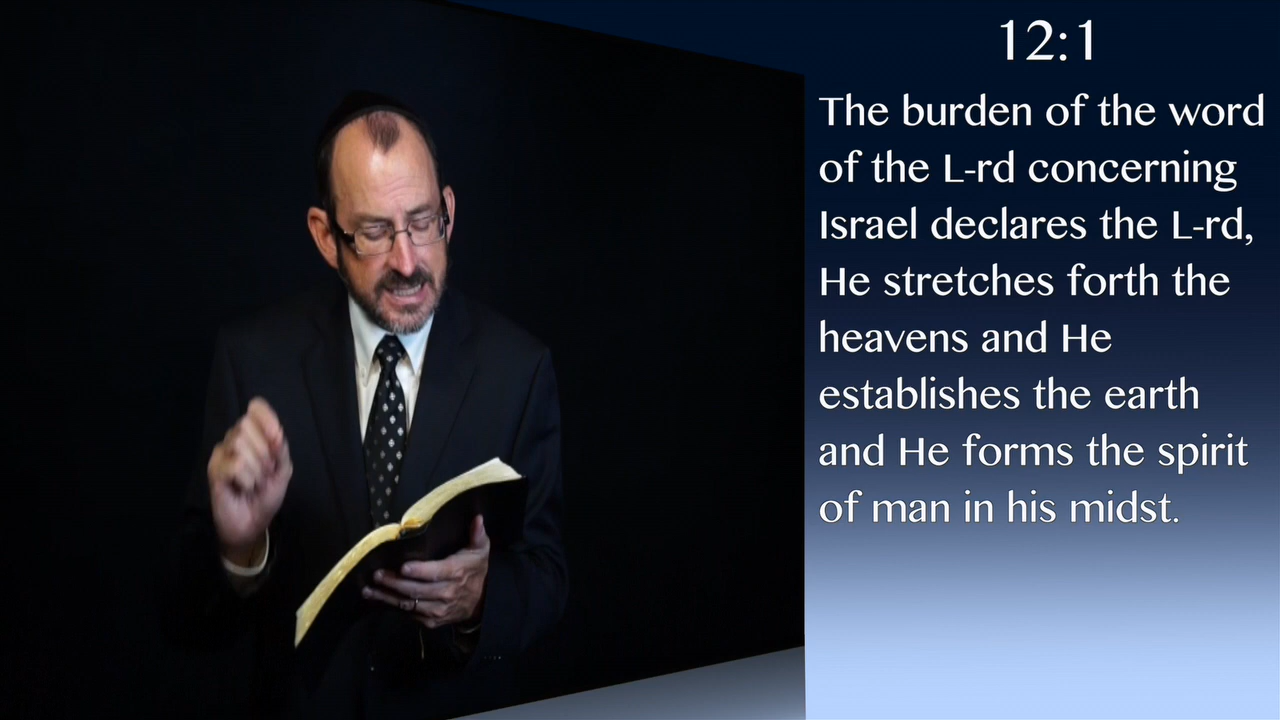 12:1
The burden of the word
of the L-rd concerning
Israel declares the L-rd,
He stretches forth the
heavens and He
establishes the earth
and He forms the spirit
of man in his midst.